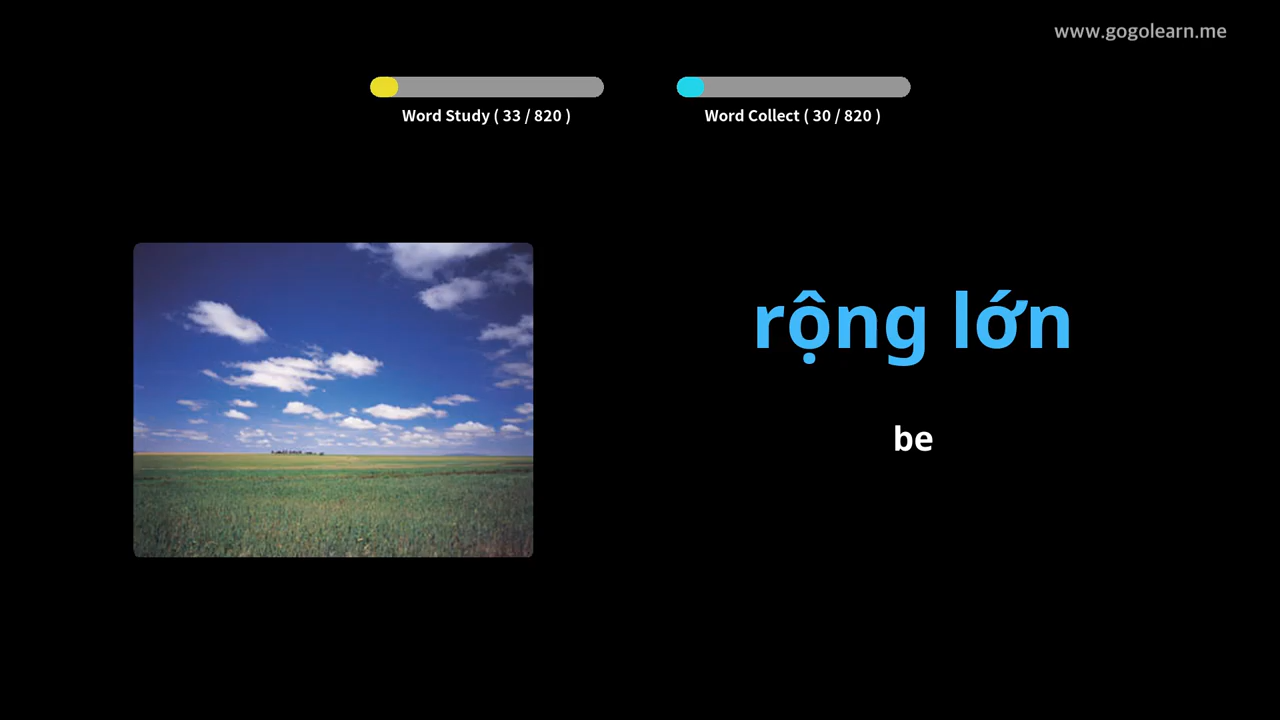 www.gogolearn.me
Word Study ( 33 / 820 )
Word Collect ( 30 / 820 )
rộng lớn
be